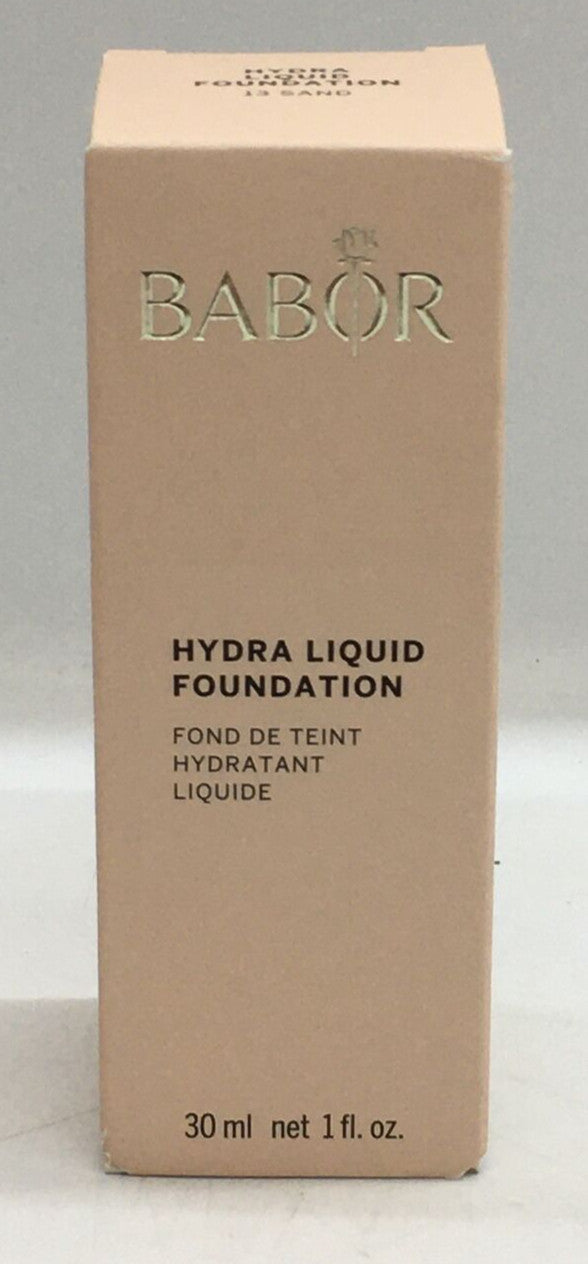 HYDRA
LIQUID
FOUNDATION
13 SAND
BABOR
HYDRA LIQUID
FOUNDATION
FOND DE TEINT
HYDRATANT
LIQUIDE
30 ml net 1 fl. oz.